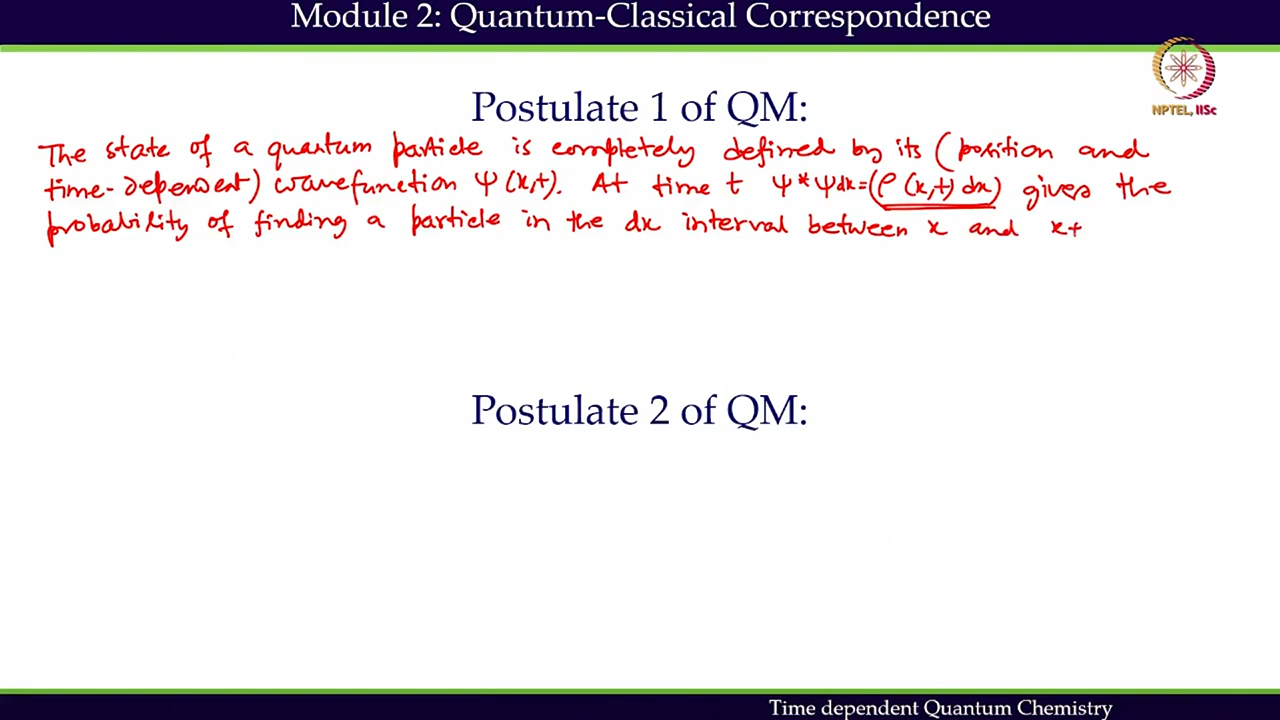 Module 2: Quantum-Classical Correspondence
NPTEL, IISc
Postulate 1 of QM:
The state of a quantum particle is completely defined by its (position and
time-dependent) wavefunction Ψ(x,t). At time t Ψ*Ψdx=(ρ(x,t) dx) gives the
probability of finding a particle in the dx interval between x and x+
Postulate 2 of QM:
Time dependent Quantum Chemistry